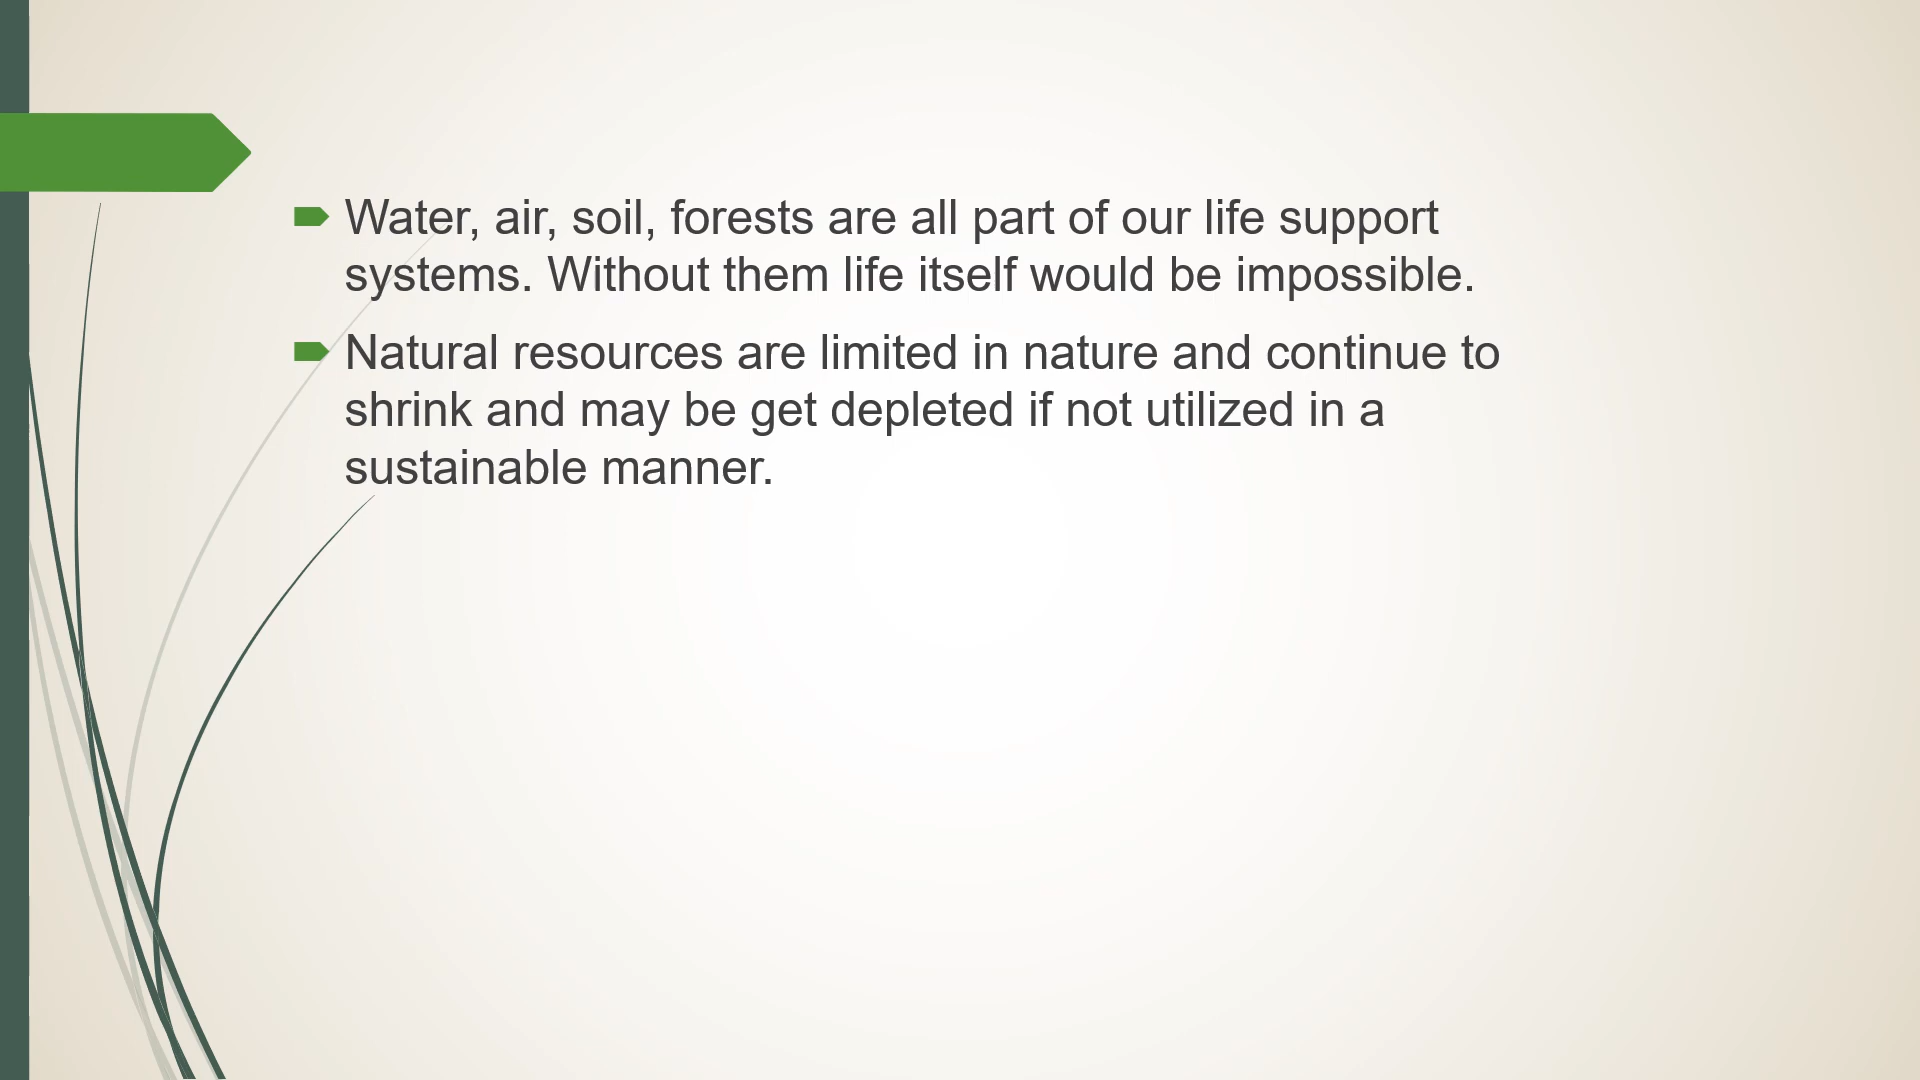 Water, air, soil, forests are all part of our life support
systems. Without them life itself would be impossible.
Natural resources are limited in nature and continue to
shrink and may be get depleted if not utilized in a
sustainable manner.